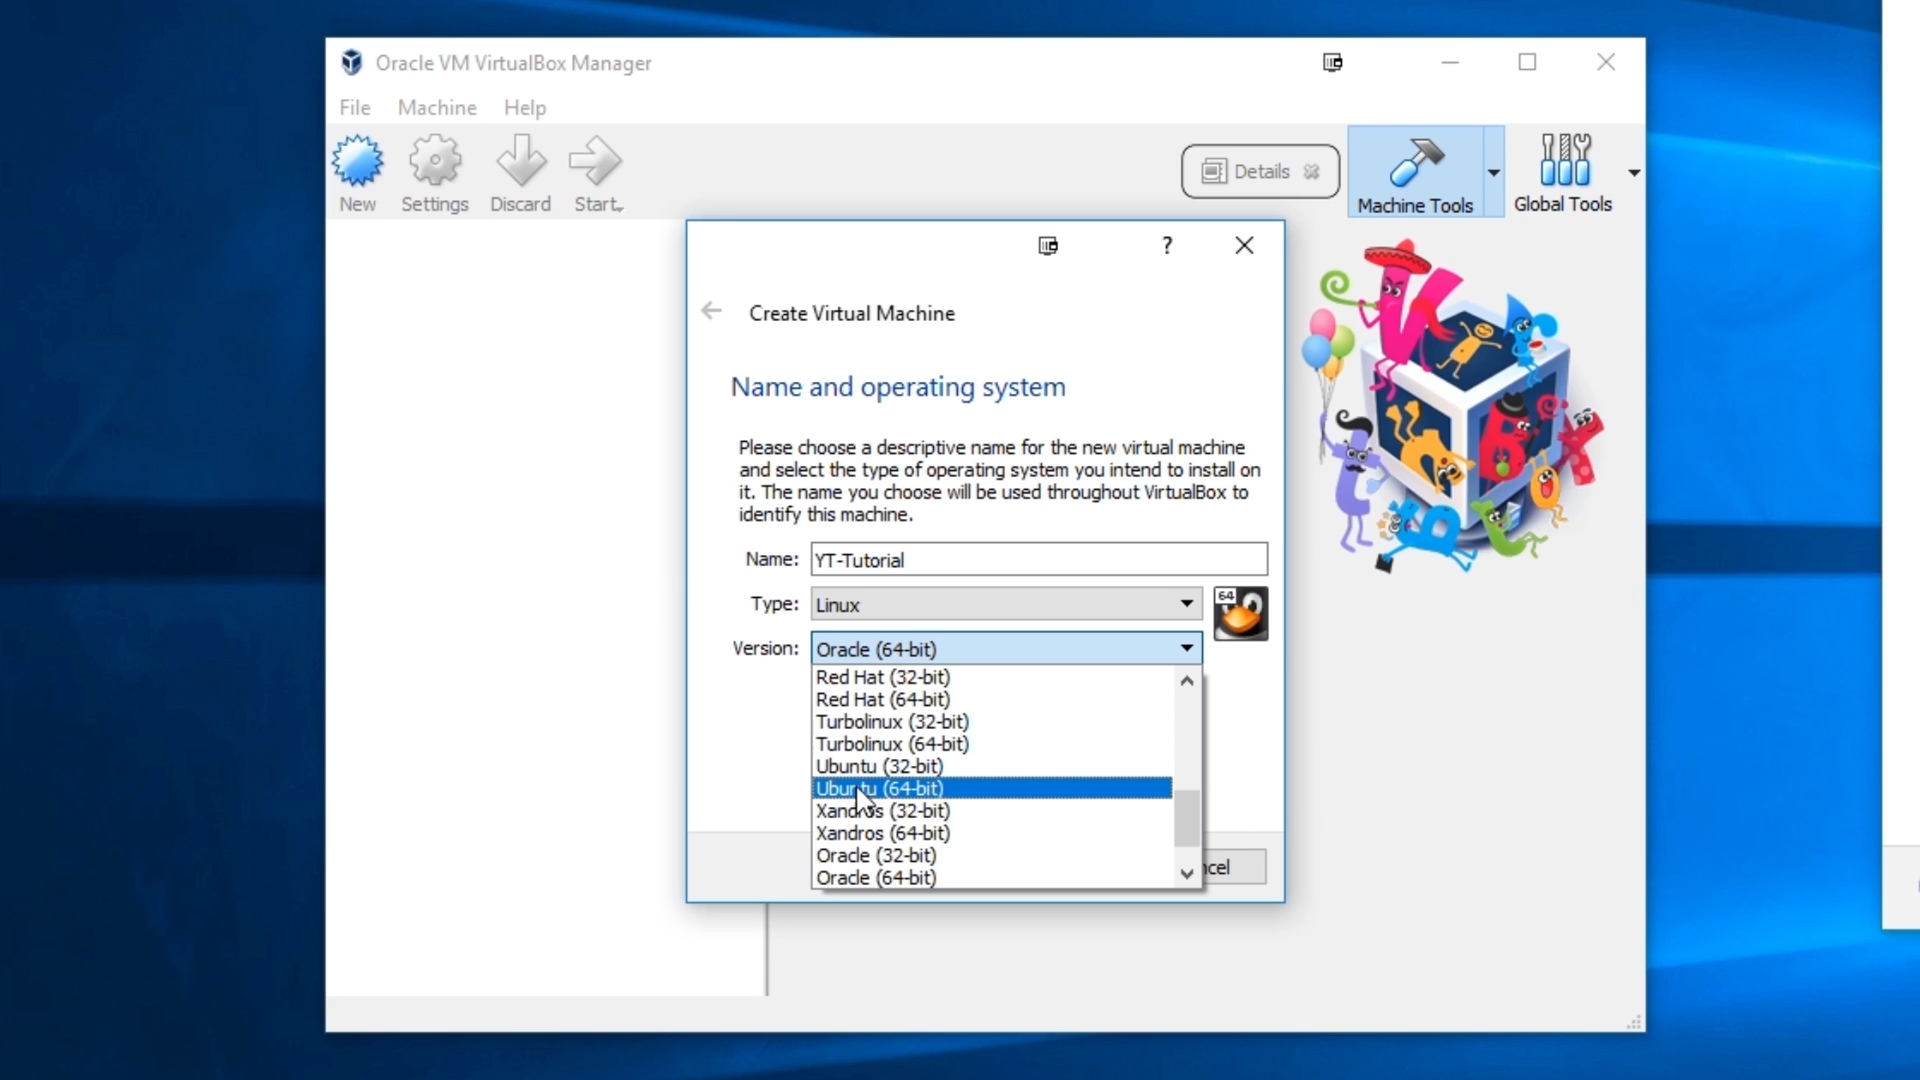 Oracle VM VirtualBox Manager
File Machine Help
New Settings Discard Start
Details
Machine Tools
Global Tools
?
Create Virtual Machine
Name and operating system
Please choose a descriptive name for the new virtual machine
and select the type of operating system you intend to install on
it. The name you choose will be used throughout VirtualBox to
identify this machine.
Name: YT-Tutorial
Type: Linux
64
Version: Oracle (64-bit)
Red Hat (32-bit)
Red Hat (64-bit)
Turbolinux (32-bit)
Turbolinux (64-bit)
Ubuntu (32-bit)
Ubuntu (64-bit)
Xandros (32-bit)
Xandros (64-bit)
Oracle (32-bit)
Oracle (64-bit)
ncel